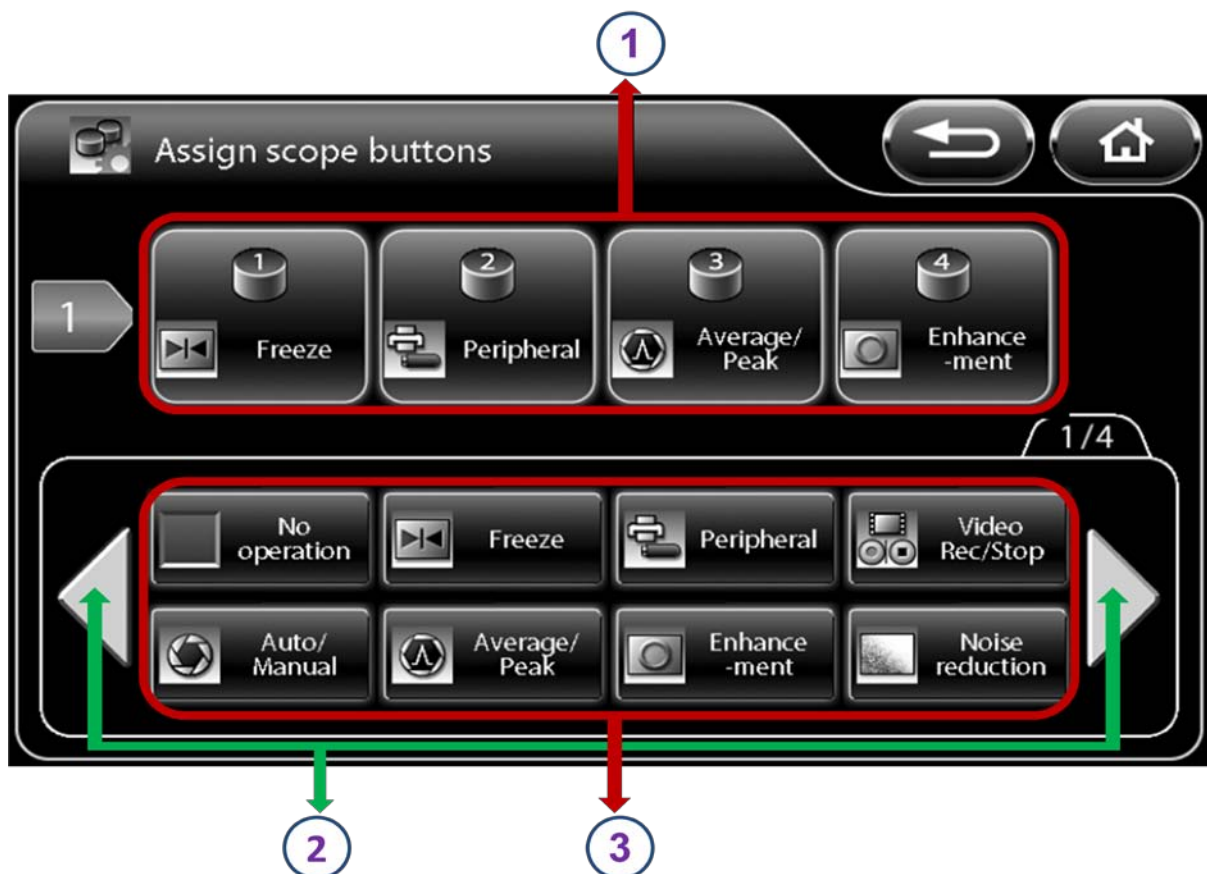 1
Assign scope buttons
1
1
2
3
4
Freeze
Peripheral
Average/
Peak
Enhance
-ment
1/4
No
operation
Freeze
Peripheral
Video
Rec/Stop
Auto/
Manual
Average/
Peak
Enhance
-ment
Noise
reduction
2
3